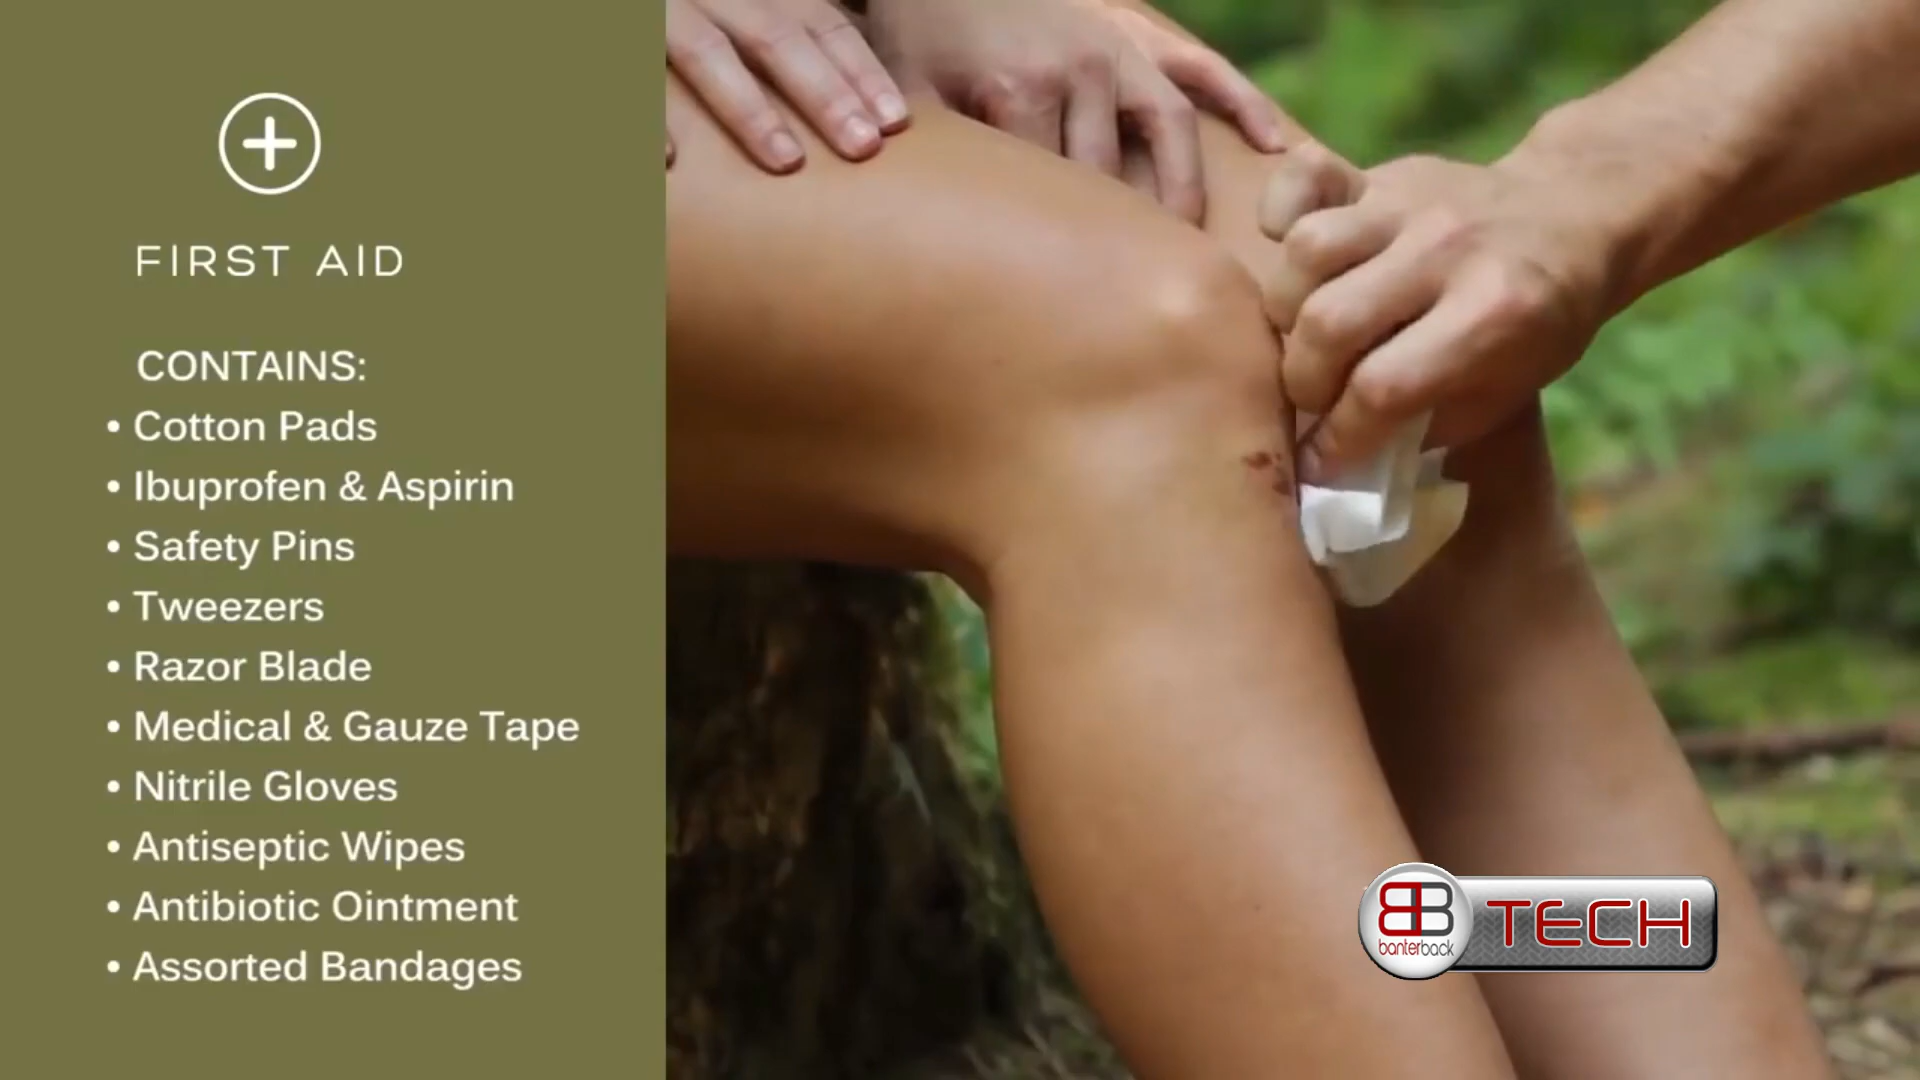 FIRST AID
CONTAINS:
• Cotton Pads
• Ibuprofen & Aspirin
• Safety Pins
• Tweezers
• Razor Blade
• Medical & Gauze Tape
• Nitrile Gloves
• Antiseptic Wipes
• Antibiotic Ointment
• Assorted Bandages
BB TECH
banterback